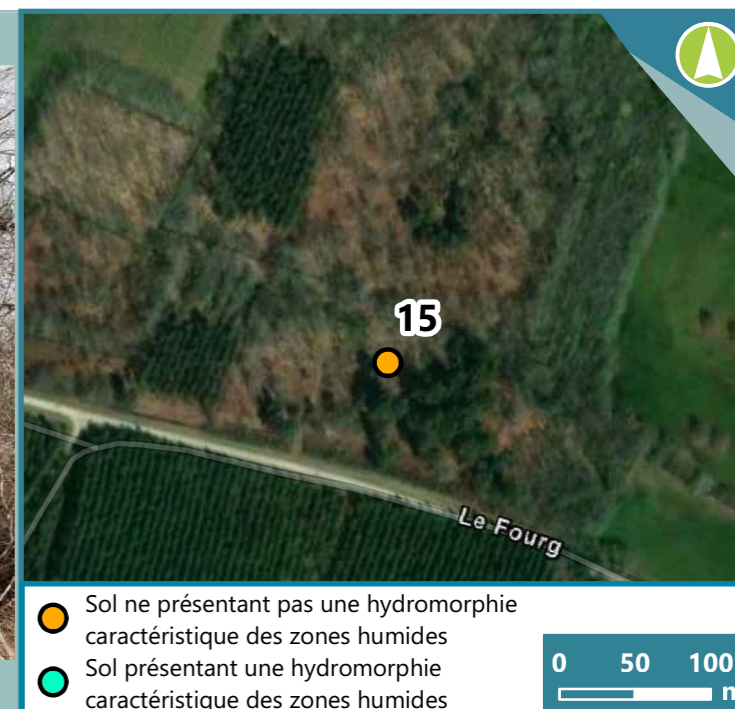 15
Le Fourg
Sol ne présentant pas une hydromorphie
caractéristique des zones humides
Sol présentant une hydromorphie
caractéristique des zones humides
0 50 100